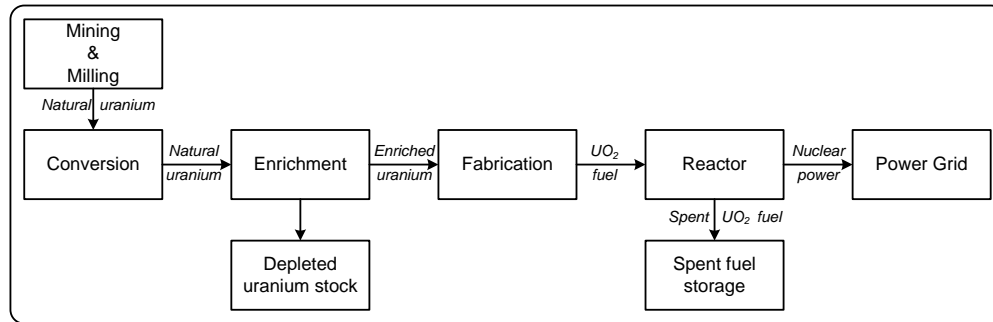 Mining
&
Milling
Natural uranium
Conversion
Natural
uranium
Enrichment
Enriched
uranium
Fabrication
UO₂
fuel
Reactor
Nuclear
power
Power Grid
Depleted
uranium stock
Spent UO₂ fuel
Spent fuel
storage